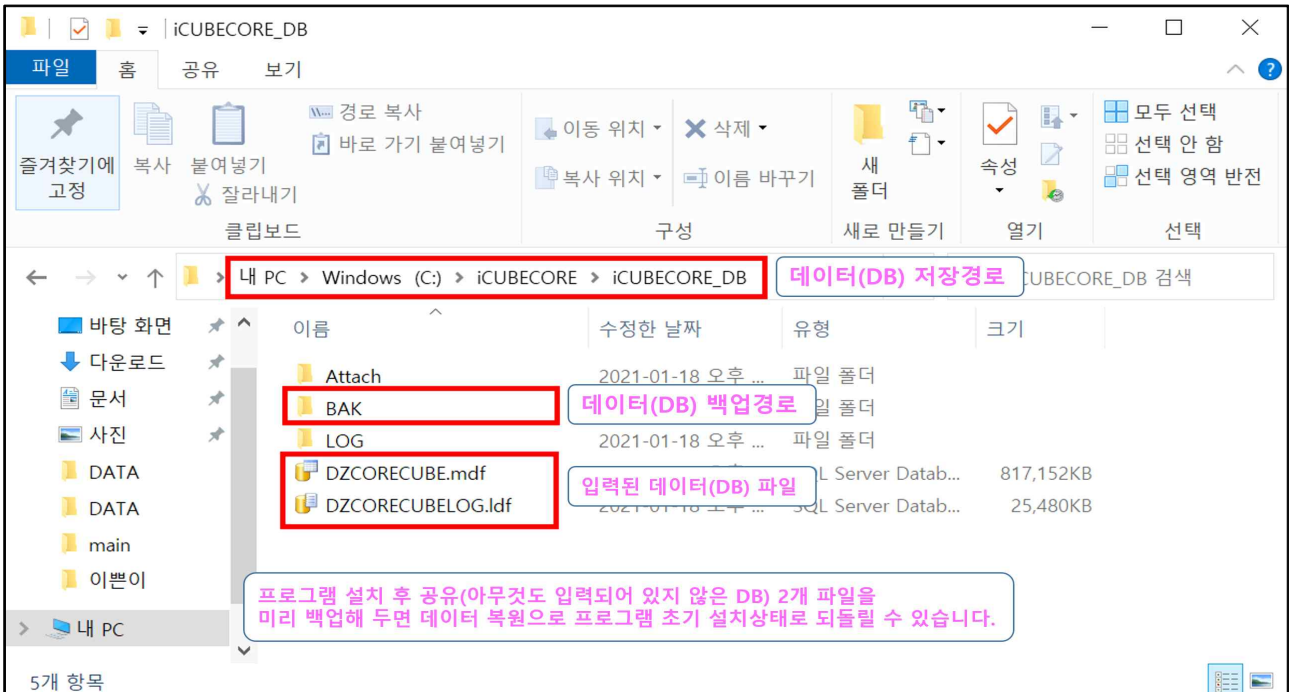 iCUBECORE_DB
파일 홈 공유 보기
즐겨찾기에 고정
복사
붙여넣기
잘라내기
경로 복사
바로 가기 붙여넣기
클립보드
이동 위치 삭제
복사 위치 이름 바꾸기
구성
새 폴더
새로 만들기
속성
열기
모두 선택
선택 안 함
선택 영역 반전
선택
내 PC > Windows (C:) > iCUBECORE > iCUBECORE_DB
데이터(DB) 저장경로
CUBECORE_DB 검색
바탕 화면
다운로드
문서
사진
DATA
DATA
main
이쁜이
내 PC
이름 수정한 날짜 유형 크기
Attach 2021-01-18 오후 ... 파일 폴더
BAK 데이터(DB) 백업경로 일 폴더
LOG 2021-01-18 오후 ... 파일 폴더
DZCORECUBE.mdf L Server Datab... 817,152KB
입력된 데이터(DB) 파일
DZCORECUBELOG.ldf 2021-01-18 오후 ... SQL Server Datab... 25,480KB
프로그램 설치 후 공유(아무것도 입력되어 있지 않은 DB) 2개 파일을
미리 백업해 두면 데이터 복원으로 프로그램 초기 설치상태로 되돌릴 수 있습니다.
5개 항목